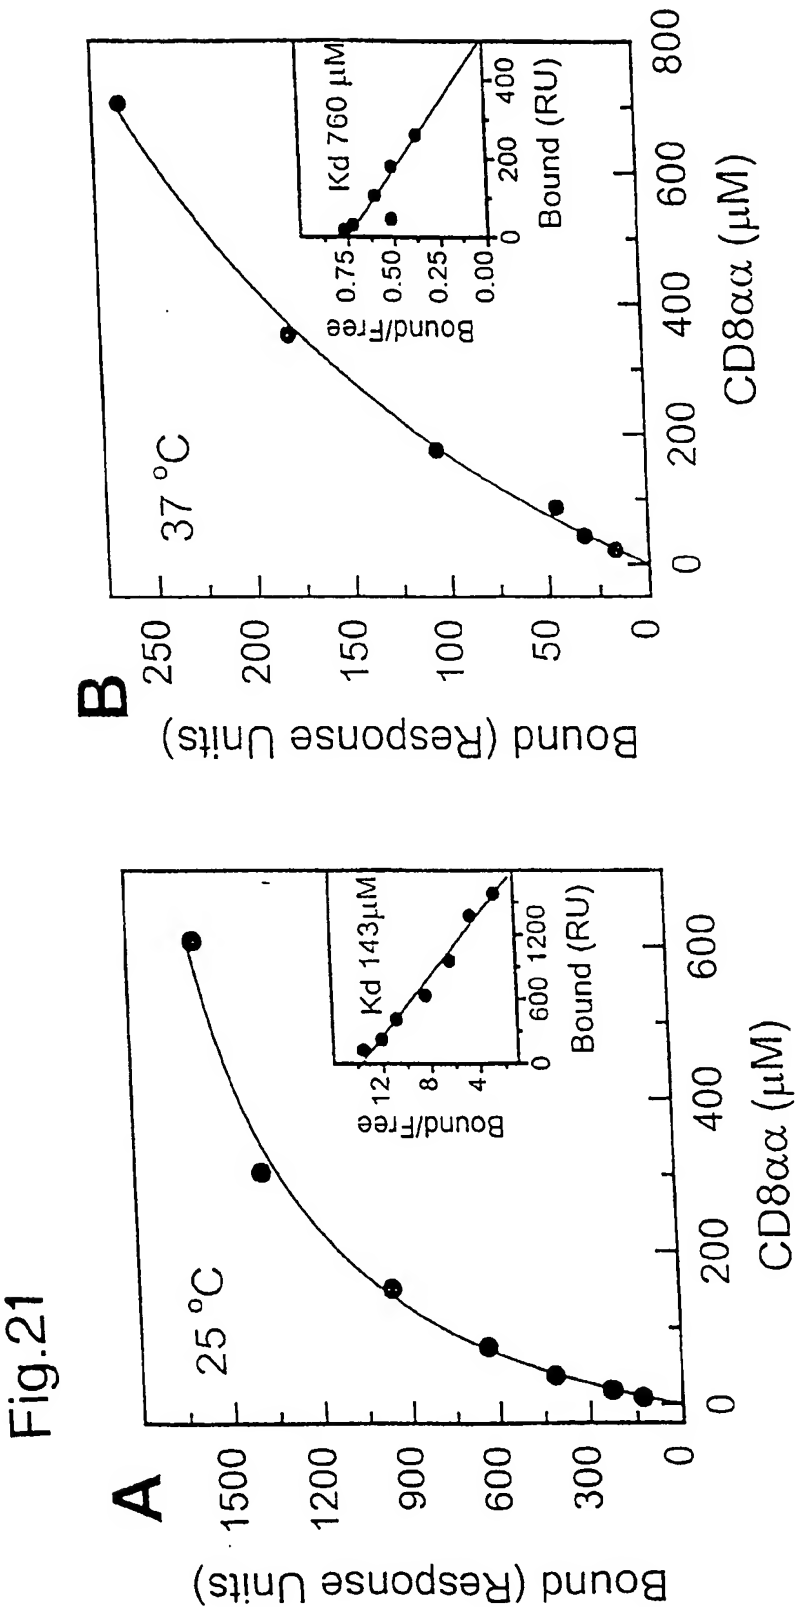 Fig.21
A
25 °C
Bound (Response Units)
1500
1200
900
600
300
0
0
200
400
600
CD8αα (μM)
Kd 143μM
Bound/Free
12
8
4
0
600
1200
Bound (RU)
B
37 °C
Bound (Response Units)
250
200
150
100
50
0
0
200
400
600
800
CD8αα (μM)
Kd 760 μM
Bound/Free
0.75
0.50
0.25
0.00
0
200
400
Bound (RU)